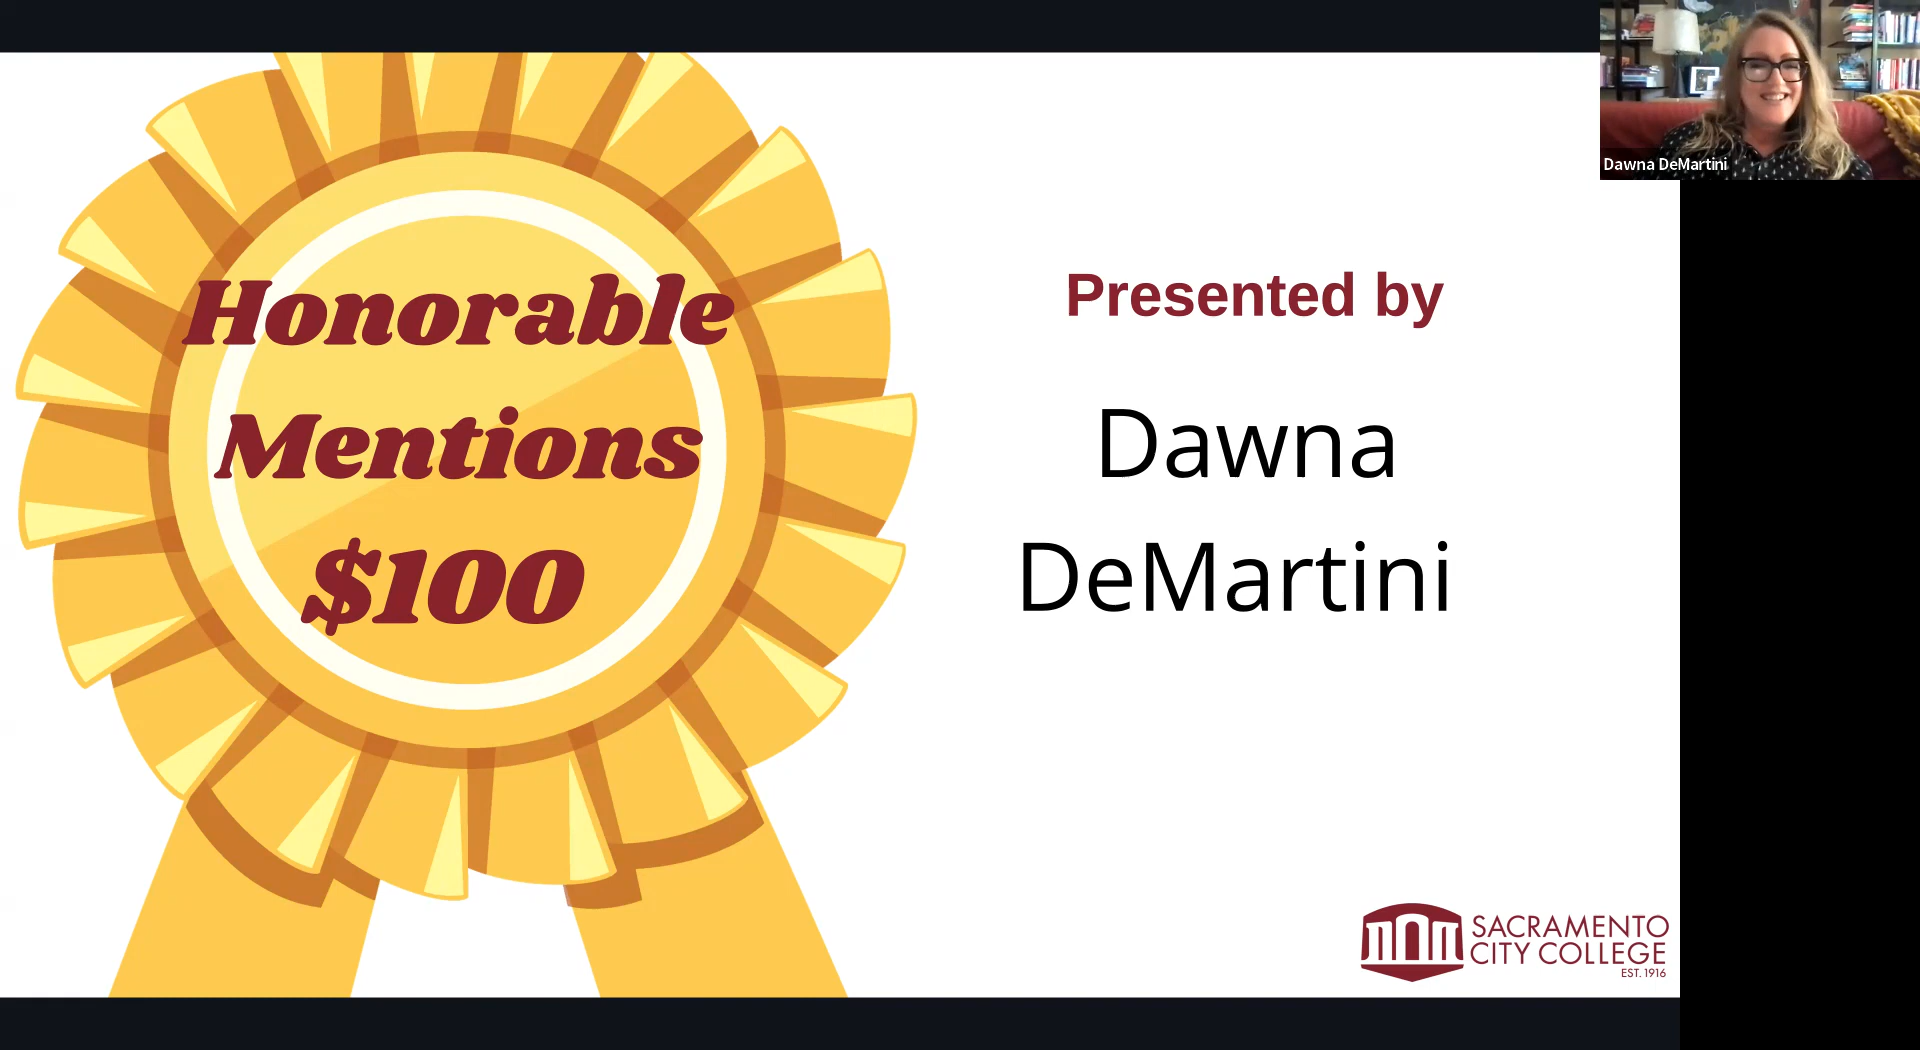 Honorable
Mentions
$100
Presented by
Dawna
DeMartini
Dawna DeMartini
SACRAMENTO
CITY COLLEGE
EST. 1916